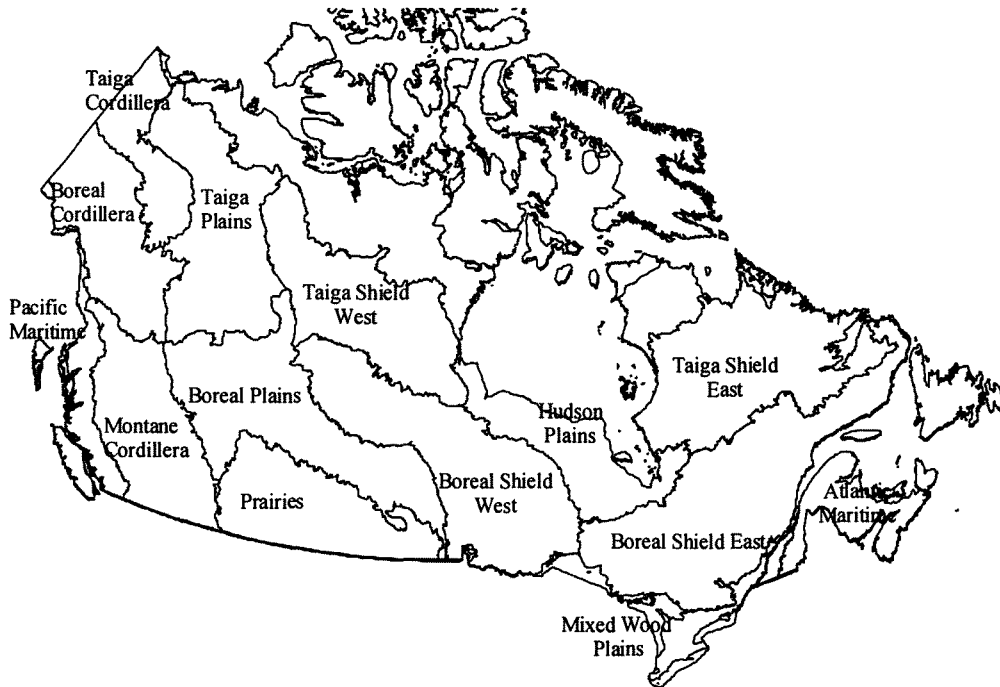 Taiga
Cordillera
Boreal
Cordillera
Taiga
Plains
Pacific
Maritime
Taiga Shield
West
Taiga Shield
East
Boreal Plains
Montane
Cordillera
Hudson
Plains
Prairies
Boreal Shield
West
Atlantic
Maritime
Boreal Shield East
Mixed Wood
Plains